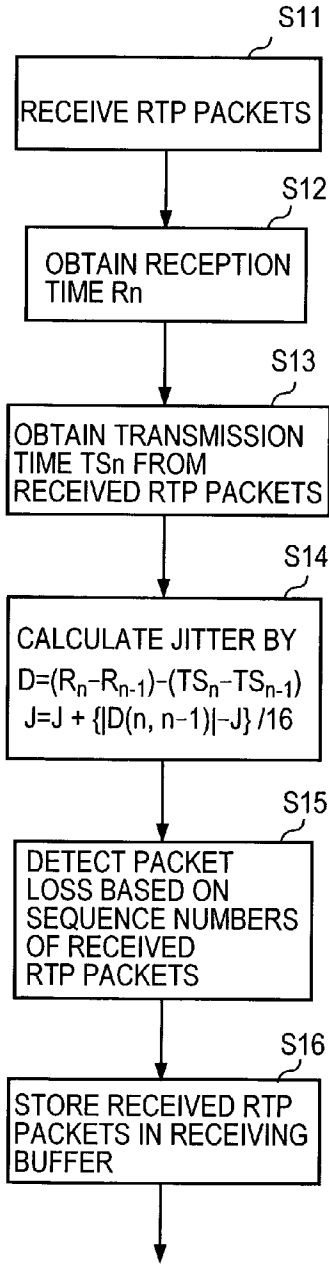 S11
RECEIVE RTP PACKETS
S12
OBTAIN RECEPTION
TIME Rn
S13
OBTAIN TRANSMISSION
TIME TSn FROM
RECEIVED RTP PACKETS
S14
CALCULATE JITTER BY
D=(Rₙ−Rₙ₋₁)−(TSₙ−TSₙ₋₁)
J=J + {|D(n, n−1)|−J} /16
S15
DETECT PACKET
LOSS BASED ON
SEQUENCE NUMBERS
OF RECEIVED
RTP PACKETS
S16
STORE RECEIVED RTP
PACKETS IN RECEIVING
BUFFER